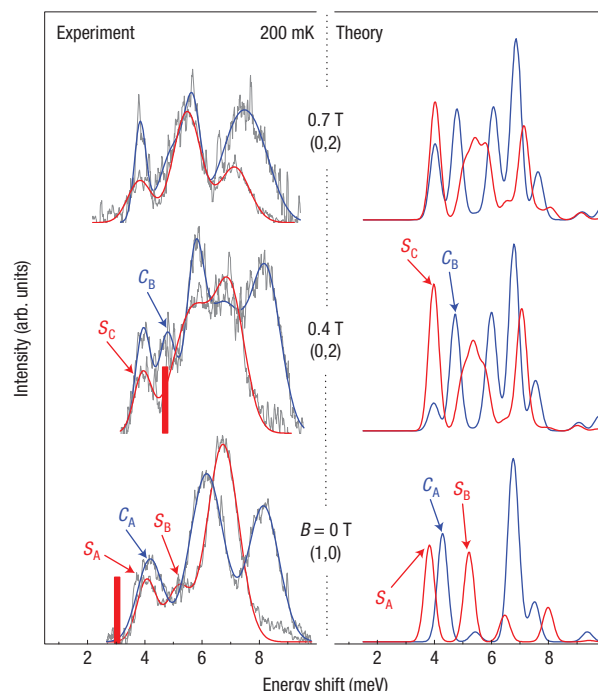 Experiment 200 mK Theory
0.7 T
(0,2)
S_C C_B
C_B
S_C
0.4 T
(0,2)
C_A
S_B
S_A
B = 0 T
(1,0)
C_A S_B
S_A
Intensity (arb. units)
2 4 6 8 2 4 6 8
Energy shift (meV)